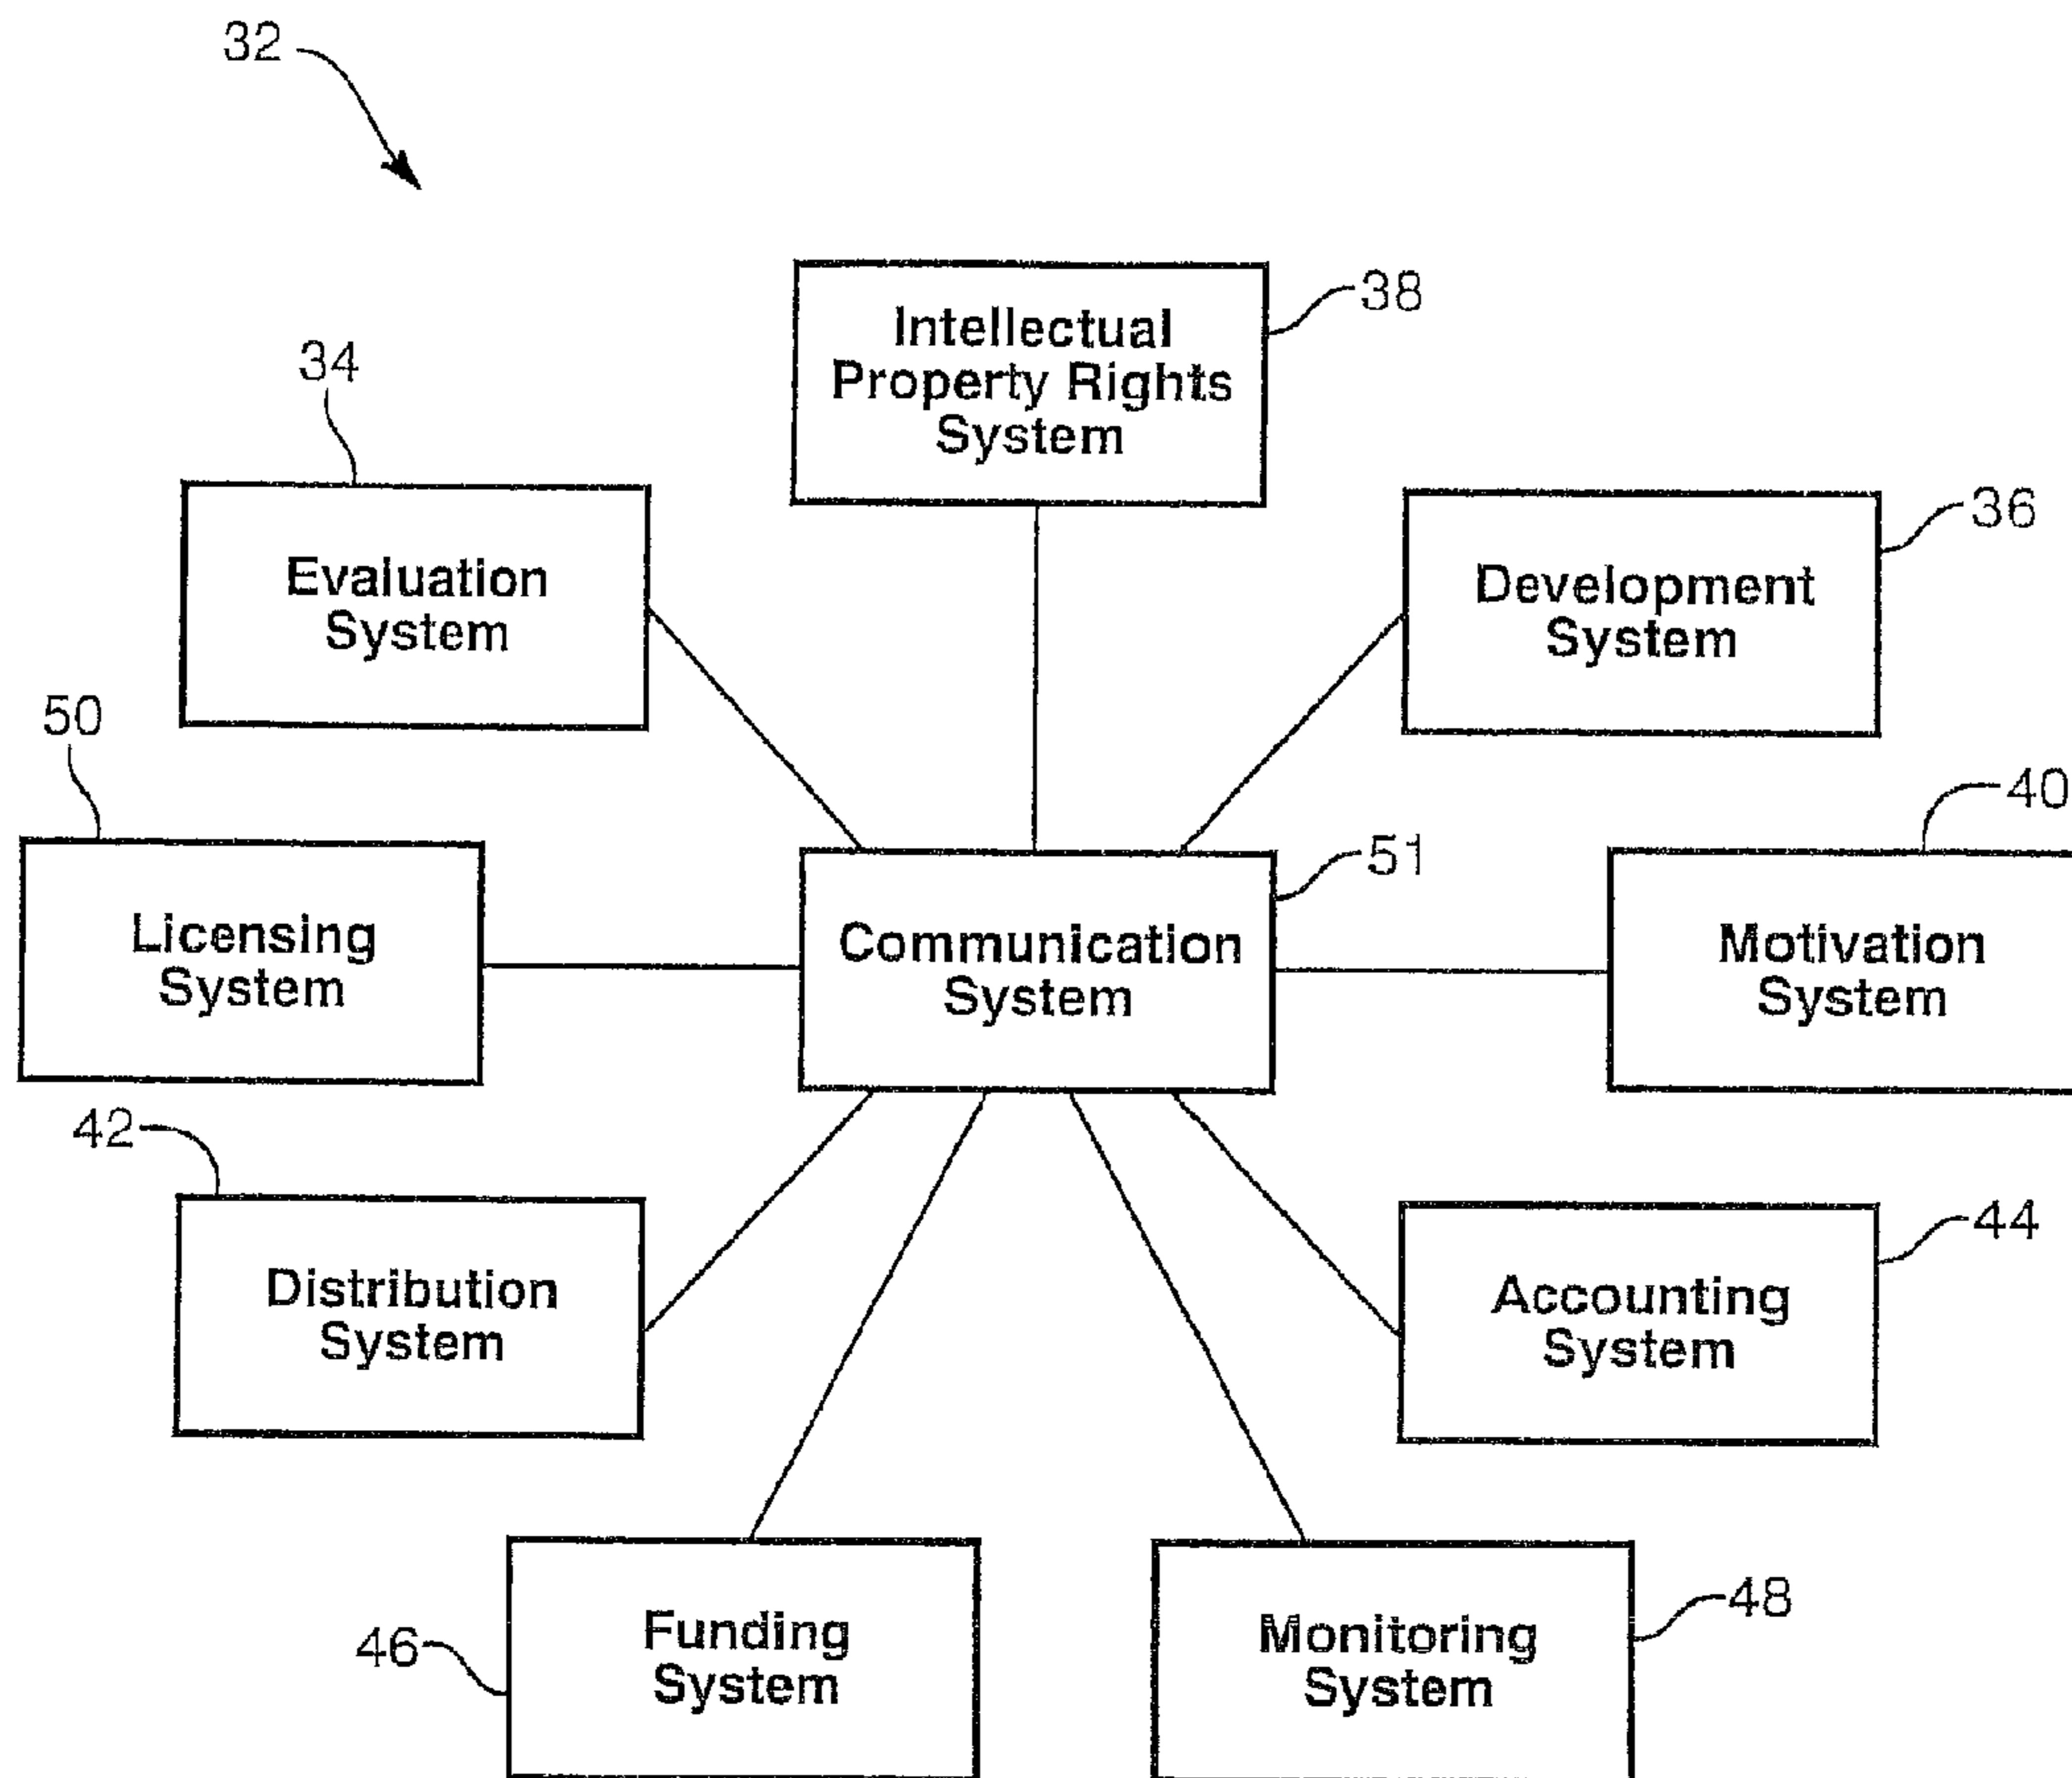 32
38
Intellectual
Property Rights
System
34
36
Evaluation
System
Development
System
50
40
51
Licensing
System
Communication
System
Motivation
System
42
44
Distribution
System
Accounting
System
46
Funding
System
48
Monitoring
System